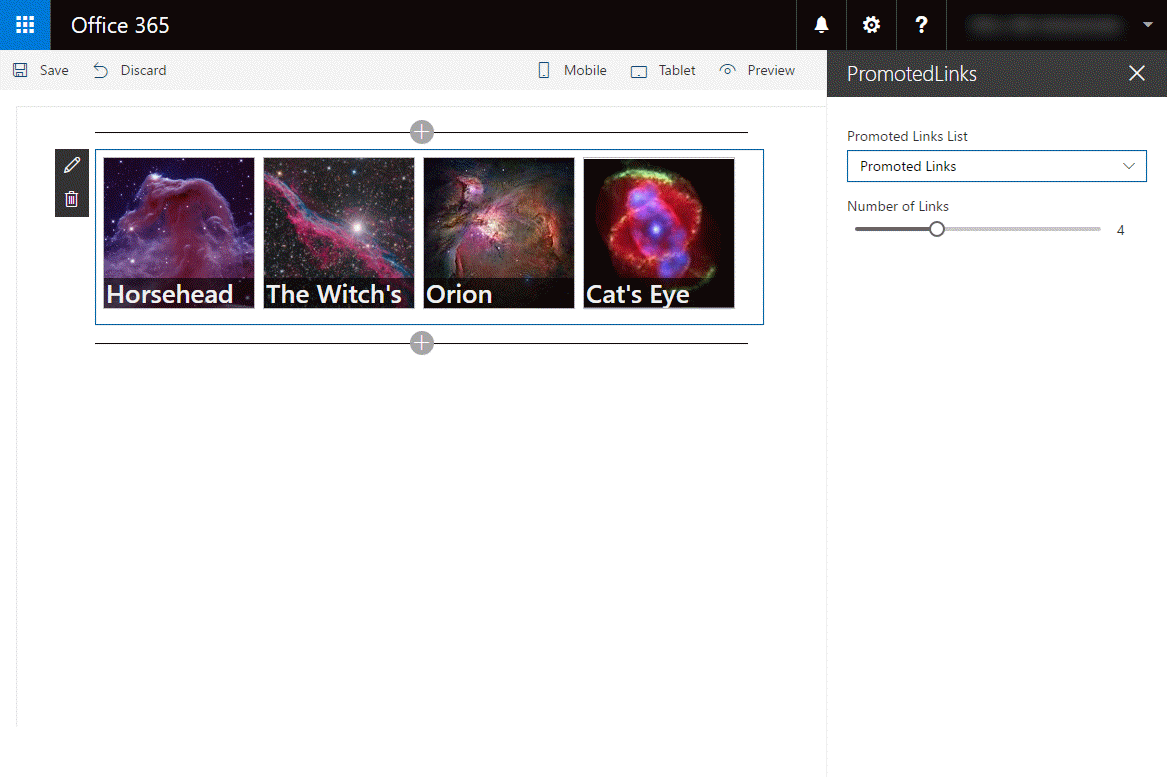 Office 365
?
Save Discard Mobile Tablet Preview
PromotedLinks
Promoted Links List
Promoted Links
Number of Links
4
Horsehead The Witch's Orion Cat's Eye